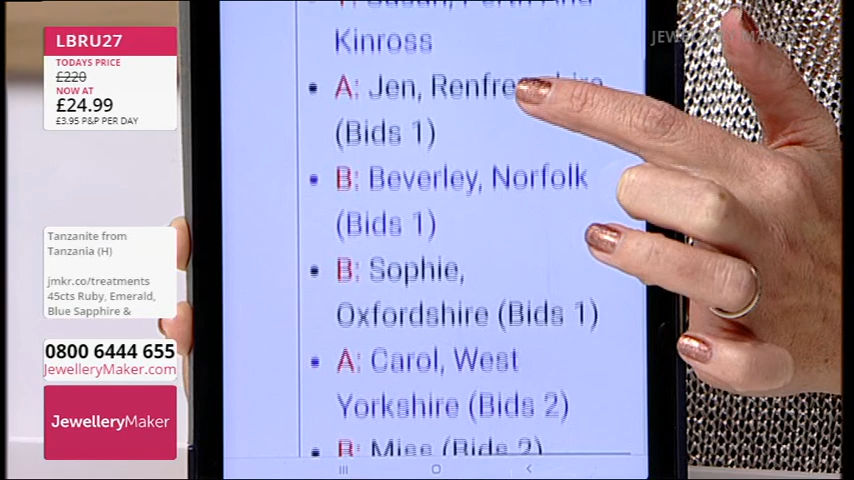 LBRU27
TODAYS PRICE
£220
NOW AT
£24.99
£3.95 P&P PER DAY
Tanzanite from
Tanzania (H)
jmkr.co/treatments
45cts Ruby, Emerald,
Blue Sapphire &
0800 6444 655
JewelleryMaker.com
JewelleryMaker
Kinross
A: Jen,
(Bids 1)
B: Beverley, Norfolk
(Bids 1)
B: Sophie,
Oxfordshire (Bids 1)
A: Carol, West
Yorkshire (Bids 2)
B: Miss (Bids 2)